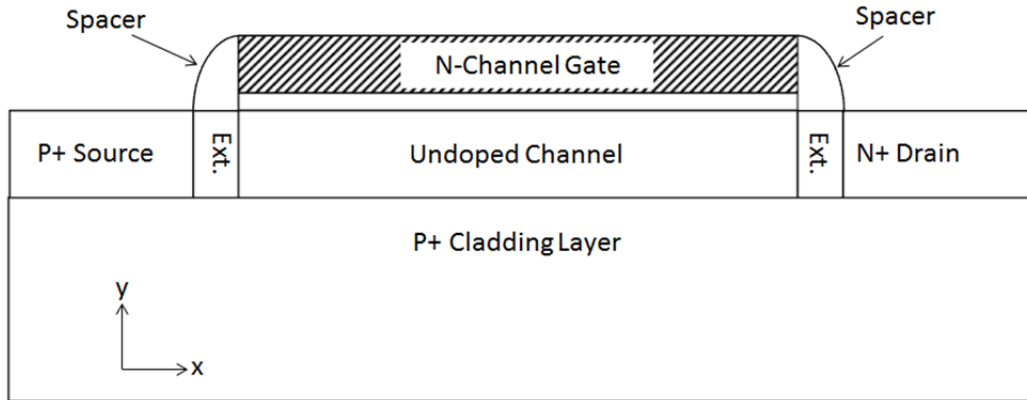 Spacer
Spacer
N-Channel Gate
P+ Source
Ext.
Undoped Channel
Ext.
N+ Drain
P+ Cladding Layer
y
x